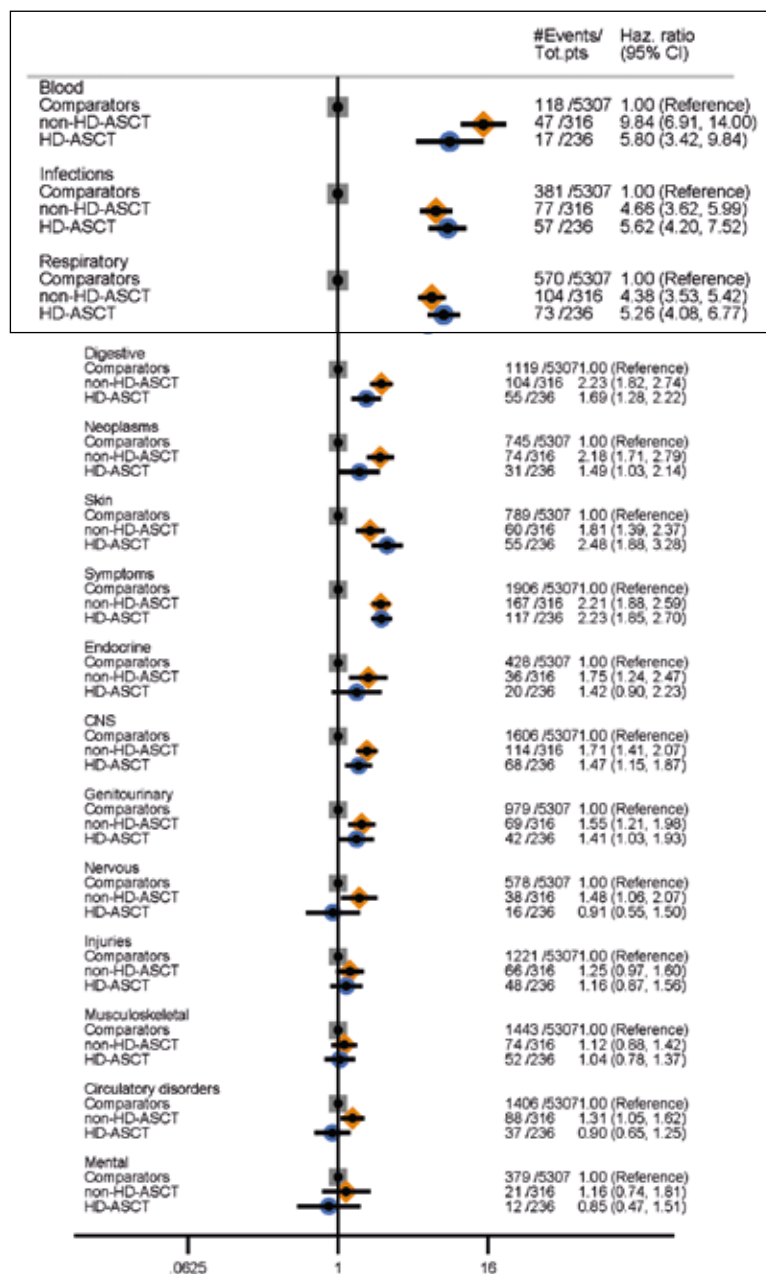 #Events/ Haz. ratio
Tot.pts (95% CI)
Blood
Comparators 118 /5307 1.00 (Reference)
non-HD-ASCT 47 /316 9.84 (6.91, 14.00)
HD-ASCT 17 /236 5.80 (3.42, 9.84)
Infections
Comparators 381 /5307 1.00 (Reference)
non-HD-ASCT 77 /316 4.66 (3.62, 5.99)
HD-ASCT 57 /236 5.62 (4.20, 7.52)
Respiratory
Comparators 570 /5307 1.00 (Reference)
non-HD-ASCT 104 /316 4.38 (3.53, 5.42)
HD-ASCT 73 /236 5.26 (4.08, 6.77)
Digestive
Comparators 1119 /5307 1.00 (Reference)
non-HD-ASCT 104 /316 2.23 (1.82, 2.74)
HD-ASCT 55 /236 1.69 (1.28, 2.22)
Neoplasms
Comparators 745 /5307 1.00 (Reference)
non-HD-ASCT 74 /316 2.18 (1.71, 2.79)
HD-ASCT 31 /236 1.49 (1.03, 2.14)
Skin
Comparators 789 /5307 1.00 (Reference)
non-HD-ASCT 60 /316 1.81 (1.39, 2.37)
HD-ASCT 55 /236 2.48 (1.88, 3.28)
Symptoms
Comparators 1906 /5307 1.00 (Reference)
non-HD-ASCT 167 /316 2.21 (1.88, 2.59)
HD-ASCT 117 /236 2.23 (1.85, 2.70)
Endocrine
Comparators 428 /5307 1.00 (Reference)
non-HD-ASCT 36 /316 1.75 (1.24, 2.47)
HD-ASCT 20 /236 1.42 (0.90, 2.23)
CNS
Comparators 1606 /5307 1.00 (Reference)
non-HD-ASCT 114 /316 1.71 (1.41, 2.07)
HD-ASCT 68 /236 1.47 (1.15, 1.87)
Genitourinary
Comparators 979 /5307 1.00 (Reference)
non-HD-ASCT 69 /316 1.55 (1.21, 1.98)
HD-ASCT 42 /236 1.41 (1.03, 1.93)
Nervous
Comparators 578 /5307 1.00 (Reference)
non-HD-ASCT 38 /316 1.48 (1.06, 2.07)
HD-ASCT 16 /236 0.91 (0.55, 1.50)
Injuries
Comparators 1221 /5307 1.00 (Reference)
non-HD-ASCT 66 /316 1.25 (0.97, 1.60)
HD-ASCT 48 /236 1.16 (0.87, 1.56)
Musculoskeletal
Comparators 1443 /5307 1.00 (Reference)
non-HD-ASCT 74 /316 1.12 (0.88, 1.42)
HD-ASCT 52 /236 1.04 (0.78, 1.37)
Circulatory disorders
Comparators 1406 /5307 1.00 (Reference)
non-HD-ASCT 88 /316 1.31 (1.05, 1.62)
HD-ASCT 37 /236 0.90 (0.65, 1.25)
Mental
Comparators 379 /5307 1.00 (Reference)
non-HD-ASCT 21 /316 1.16 (0.74, 1.81)
HD-ASCT 12 /236 0.85 (0.47, 1.51)
.0625 1 16